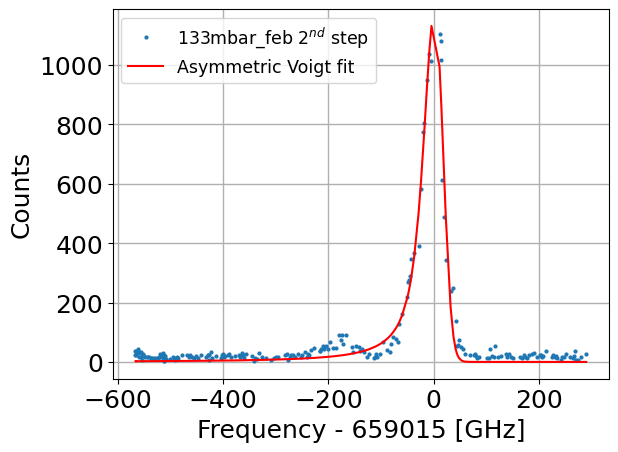 133mbar_feb 2ⁿᵈ step
Asymmetric Voigt fit
Counts
1000
800
600
400
200
0
−600 −400 −200 0 200
Frequency - 659015 [GHz]